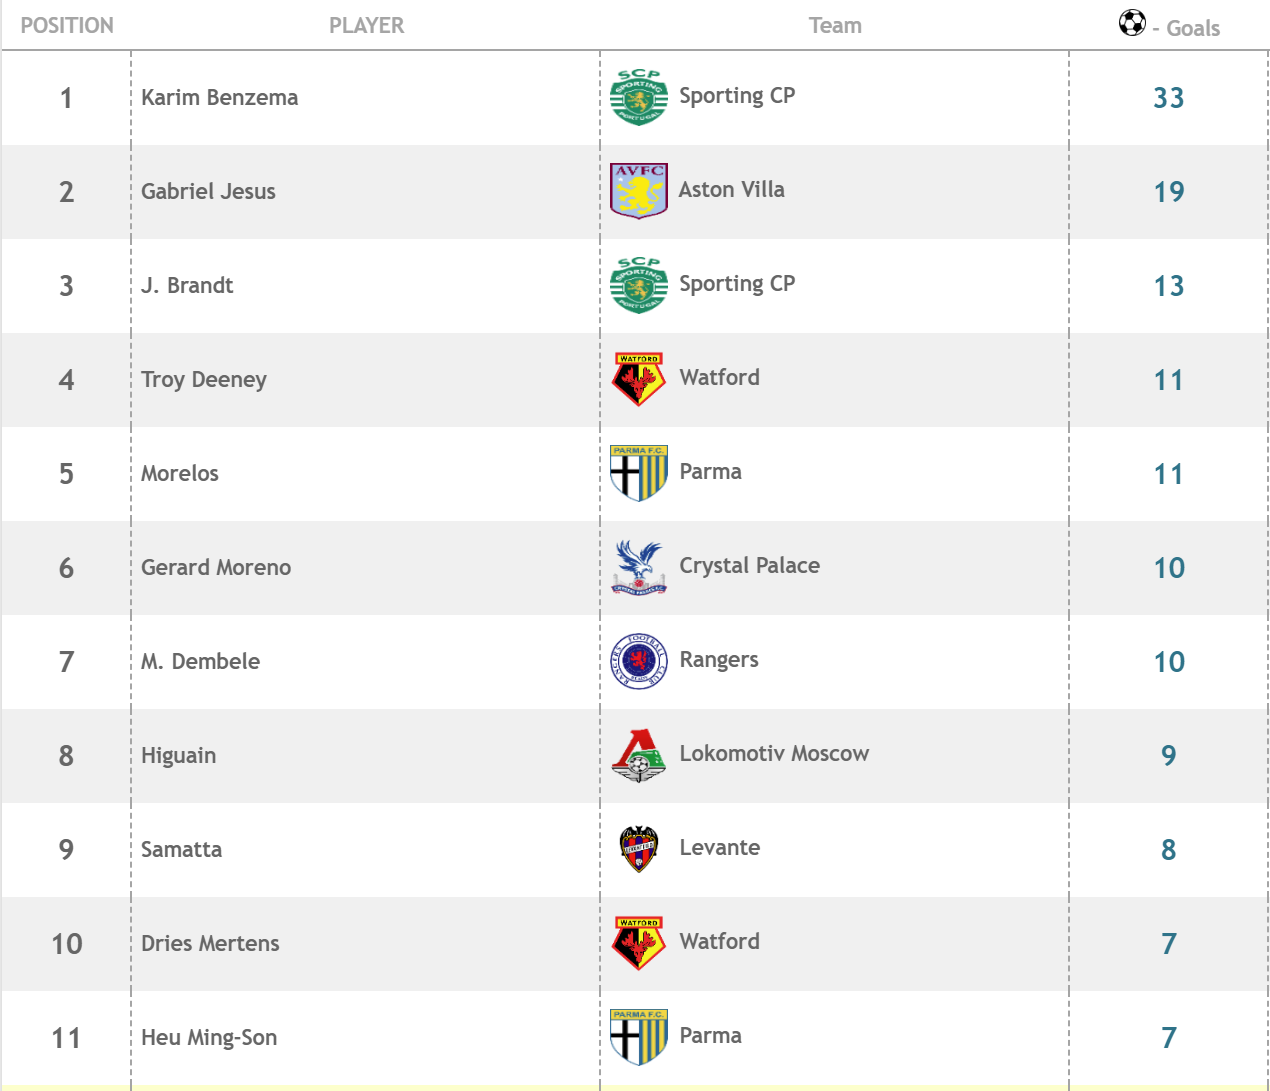 POSITION PLAYER Team - Goals
1 Karim Benzema SCP SPORTING PORTUGAL Sporting CP 33
2 Gabriel Jesus AVFC Aston Villa 19
3 J. Brandt SCP SPORTING PORTUGAL Sporting CP 13
4 Troy Deeney WATFORD Watford 11
5 Morelos PARMA F.C. Parma 11
6 Gerard Moreno Crystal Palace 10
7 M. Dembele RANGERS FOOTBALL CLUB Rangers 10
8 Higuain Lokomotiv Moscow 9
9 Samatta Levante 8
10 Dries Mertens WATFORD Watford 7
11 Heu Ming-Son PARMA F.C. Parma 7